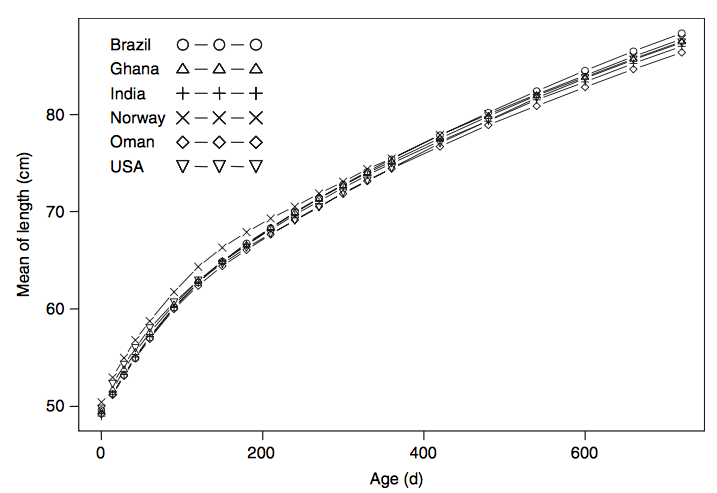 Brazil
Ghana
India
Norway
Oman
USA
80
70
60
50
Mean of length (cm)
0 200 400 600
Age (d)